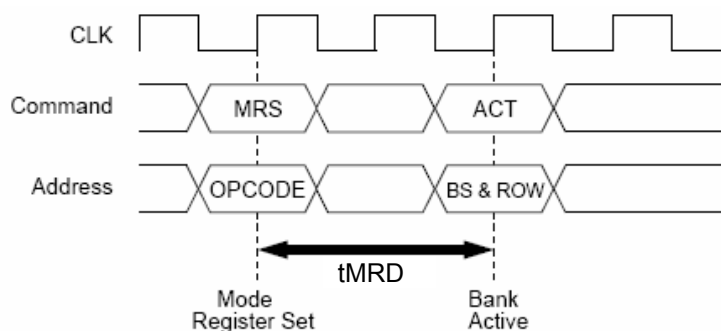 CLK
Command
MRS
ACT
Address
OPCODE
BS & ROW
tMRD
Mode
Register Set
Bank
Active